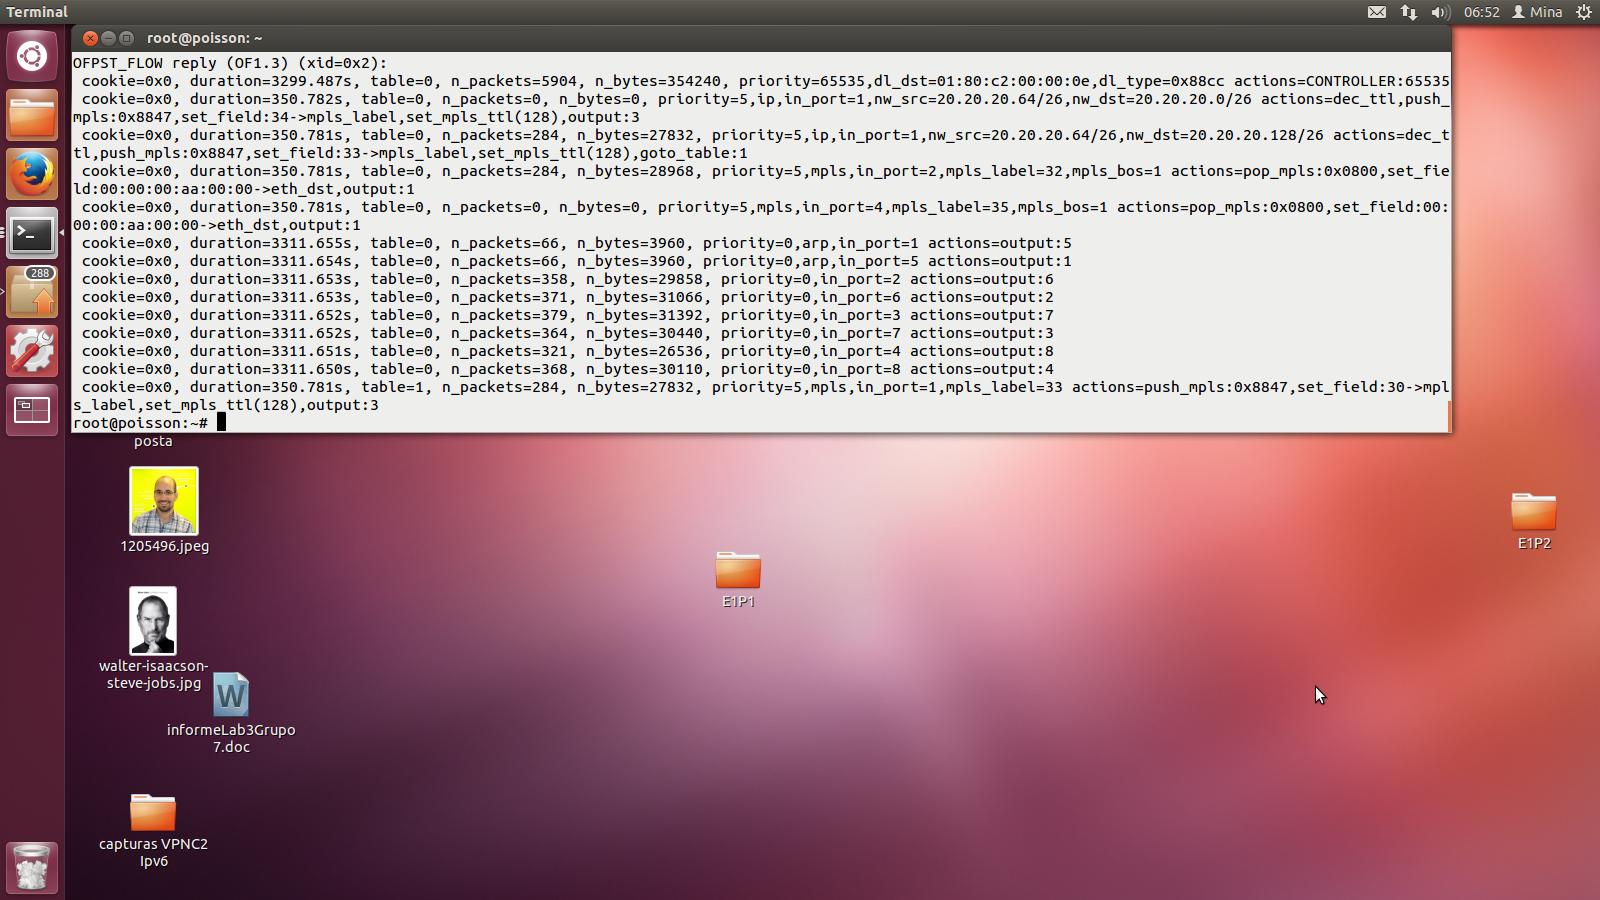 Terminal
06:52 Mina
root@poisson: ~
OFPST_FLOW reply (OF1.3) (xid=0x2):
cookie=0x0, duration=3299.487s, table=0, n_packets=5904, n_bytes=354240, priority=65535,dl_dst=01:80:c2:00:00:0e,dl_type=0x88cc actions=CONTROLLER:65535
cookie=0x0, duration=350.782s, table=0, n_packets=0, n_bytes=0, priority=5,ip,in_port=1,nw_src=20.20.20.64/26,nw_dst=20.20.20.0/26 actions=dec_ttl,push_
mpls:0x8847,set_field:34->mpls_label,set_mpls_ttl(128),output:3
cookie=0x0, duration=350.781s, table=0, n_packets=284, n_bytes=27832, priority=5,ip,in_port=1,nw_src=20.20.20.64/26,nw_dst=20.20.20.128/26 actions=dec_t
tl,push_mpls:0x8847,set_field:33->mpls_label,set_mpls_ttl(128),goto_table:1
cookie=0x0, duration=350.781s, table=0, n_packets=284, n_bytes=28968, priority=5,mpls,in_port=2,mpls_label=32,mpls_bos=1 actions=pop_mpls:0x0800,set_fie
ld:00:00:00:aa:00:00->eth_dst,output:1
cookie=0x0, duration=350.781s, table=0, n_packets=0, n_bytes=0, priority=5,mpls,in_port=4,mpls_label=35,mpls_bos=1 actions=pop_mpls:0x0800,set_field:00:
00:00:aa:00:00->eth_dst,output:1
cookie=0x0, duration=3311.655s, table=0, n_packets=66, n_bytes=3960, priority=0,arp,in_port=1 actions=output:5
cookie=0x0, duration=3311.654s, table=0, n_packets=66, n_bytes=3960, priority=0,arp,in_port=5 actions=output:1
cookie=0x0, duration=3311.653s, table=0, n_packets=358, n_bytes=29858, priority=0,in_port=2 actions=output:6
cookie=0x0, duration=3311.653s, table=0, n_packets=371, n_bytes=31066, priority=0,in_port=6 actions=output:2
cookie=0x0, duration=3311.652s, table=0, n_packets=379, n_bytes=31392, priority=0,in_port=3 actions=output:7
cookie=0x0, duration=3311.652s, table=0, n_packets=364, n_bytes=30440, priority=0,in_port=7 actions=output:3
cookie=0x0, duration=3311.651s, table=0, n_packets=321, n_bytes=26536, priority=0,in_port=4 actions=output:8
cookie=0x0, duration=3311.650s, table=0, n_packets=368, n_bytes=30110, priority=0,in_port=8 actions=output:4
cookie=0x0, duration=350.781s, table=1, n_packets=284, n_bytes=27832, priority=5,mpls,in_port=1,mpls_label=33 actions=push_mpls:0x8847,set_field:30->mpl
s_label,set_mpls_ttl(128),output:3
root@poisson:~#
288
posta
1205496.jpeg
E1P2
E1P1
walter-isaacson-
steve-jobs.jpg
W
informeLab3Grupo
7.doc
capturas VPNC2
Ipv6